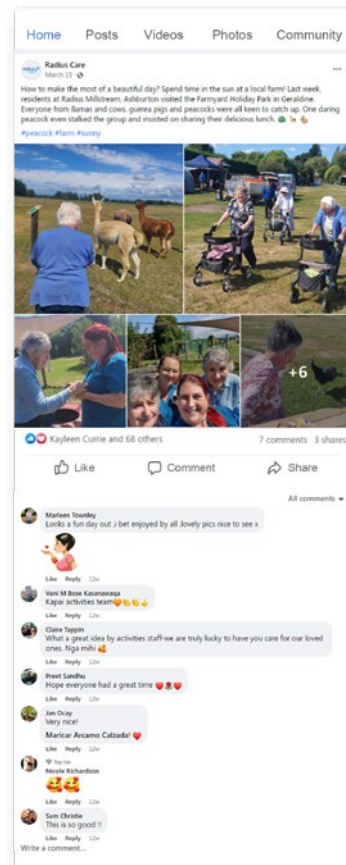 Home Posts Videos Photos Community
Radius Care
March 15
How to make the most of a beautiful day? Spend time in the sun at a local farm! Last week,
residents at Radius Millstream, Ashburton visited the Farmyard Holiday Park in Geraldine.
Everyone from llamas and cows, guinea pigs and peacocks were all keen to catch up. One daring
peacock even stalked the group and insisted on sharing their delicious lunch. 🦚 🦙 🐿️
#peacock #farm #sunny
+6
Kayleen Currie and 68 others 7 comments 3 shares
Like Comment Share
All comments
Marleen Townley
Looks a fun day out ,i bet enjoyed by all ,lovely pics nice to see x
Like Reply 12w
Vani M Bose Kasanawaqa
Kapai activities team🧡👏👏👍
Like Reply 12w
Claire Tappin
What a great idea by activities staff-we are truly lucky to have you care for our loved
ones. Nga mihi 🥰
Like Reply 12w
Preet Sandhu
Hope everyone had a great time ❤️🌹❤️
Like Reply 12w
Jan Ocay
Very nice!
Maricar Arcamo Calzada! ❤️
Like Reply 12w
Top fan
Nicole Richardson
🥰🥰
Like Reply 12w
Sam Christie
This is so good !!
Like Reply 12w
Write a comment...